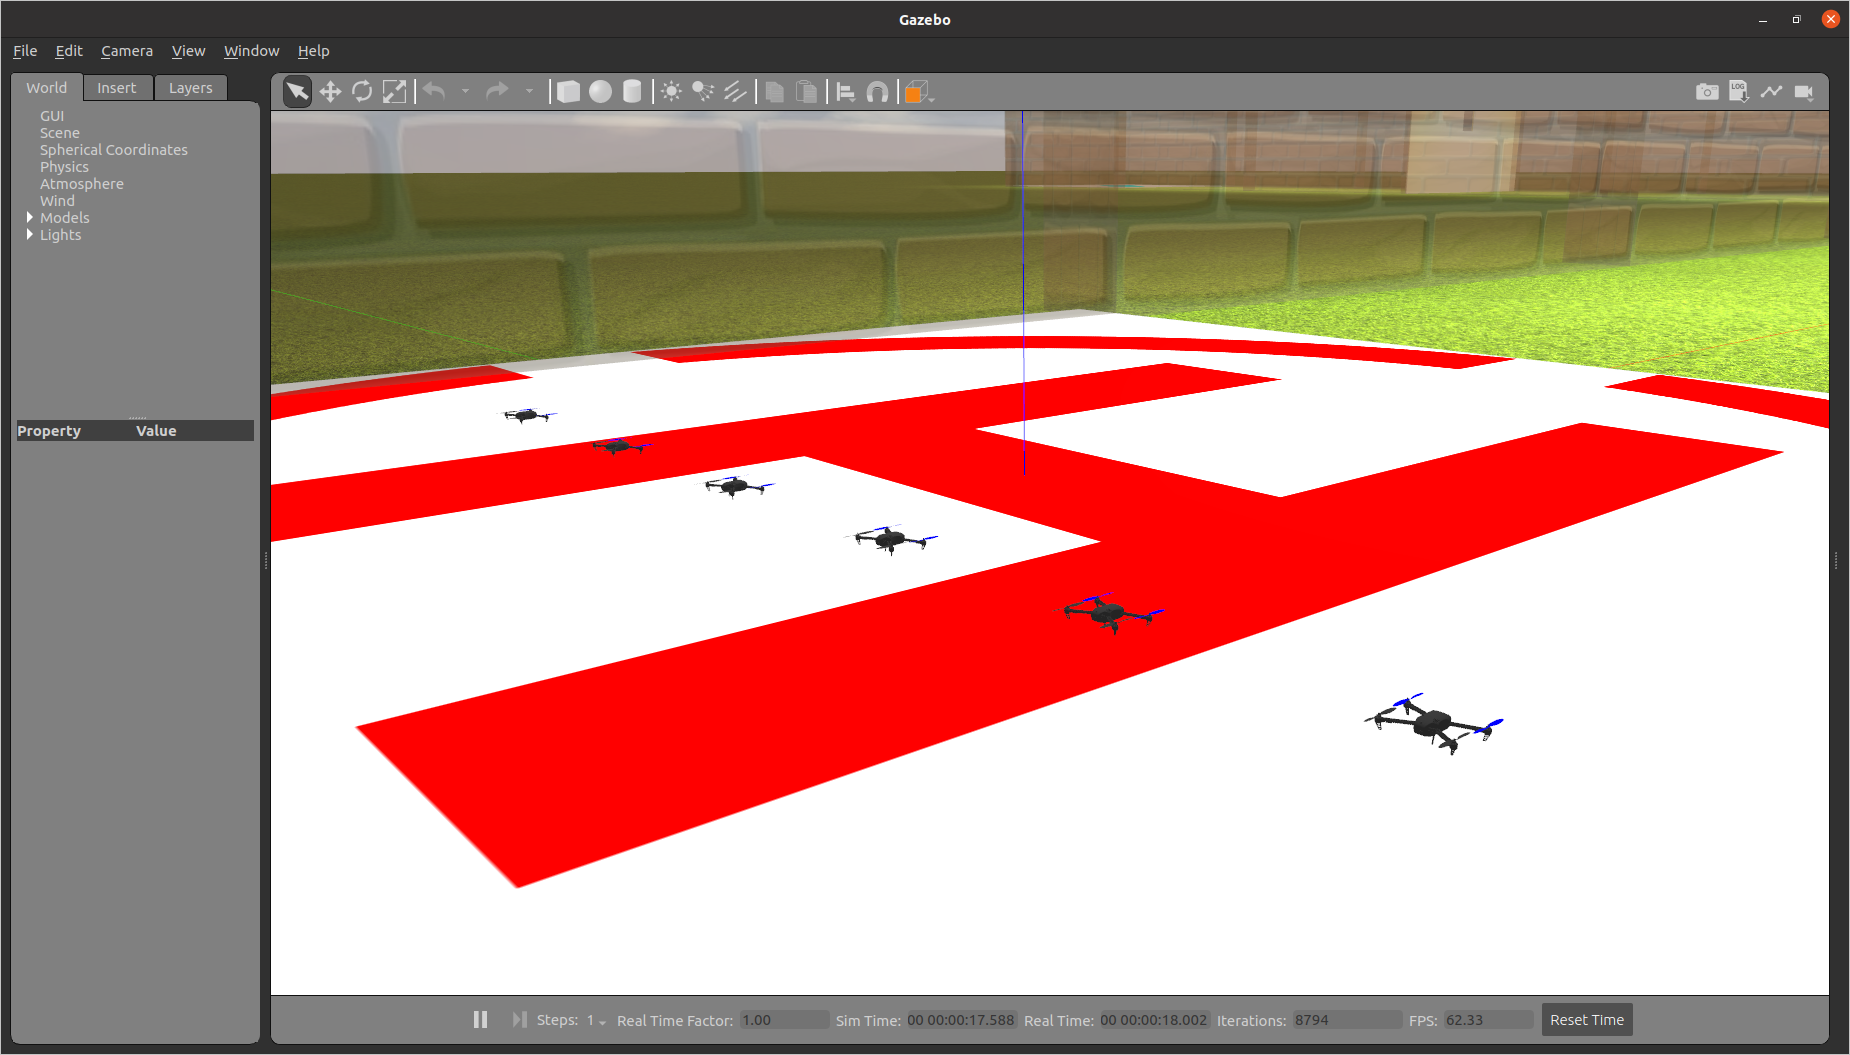 Gazebo
File Edit Camera View Window Help
World Insert Layers
LOG
GUI
Scene
Spherical Coordinates
Physics
Atmosphere
Wind
Models
Lights
Property Value
Steps: 1 Real Time Factor: 1.00 Sim Time: 00 00:00:17.588 Real Time: 00 00:00:18.002 Iterations: 8794 FPS: 62.33 Reset Time